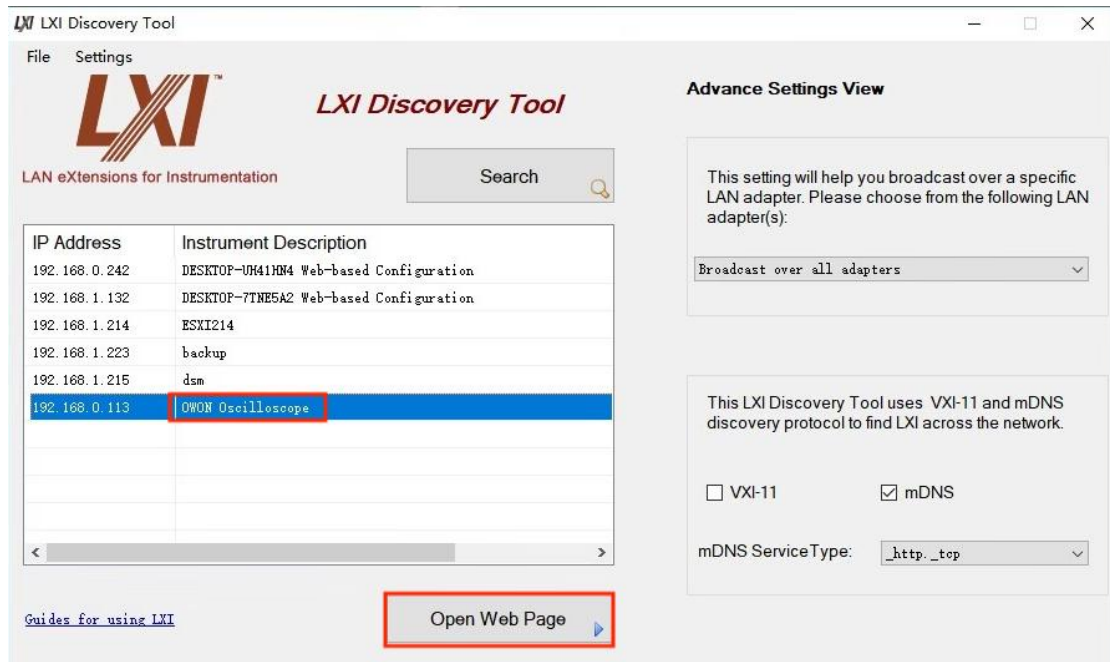 LXI LXI Discovery Tool
File Settings
LXI™
LAN eXtensions for Instrumentation
LXI Discovery Tool
Search
IP Address Instrument Description
192.168.0.242 DESKTOP-UH41HN4 Web-based Configuration
192.168.1.132 DESKTOP-7TNE5A2 Web-based Configuration
192.168.1.214 ESXI214
192.168.1.223 backup
192.168.1.215 dsm
192.168.0.113 OWON Oscilloscope
Guides for using LXI
Open Web Page
Advance Settings View
This setting will help you broadcast over a specific
LAN adapter. Please choose from the following LAN
adapter(s):
Broadcast over all adapters
This LXI Discovery Tool uses VXI-11 and mDNS
discovery protocol to find LXI across the network.
VXI-11 mDNS
mDNS ServiceType: _http._tcp